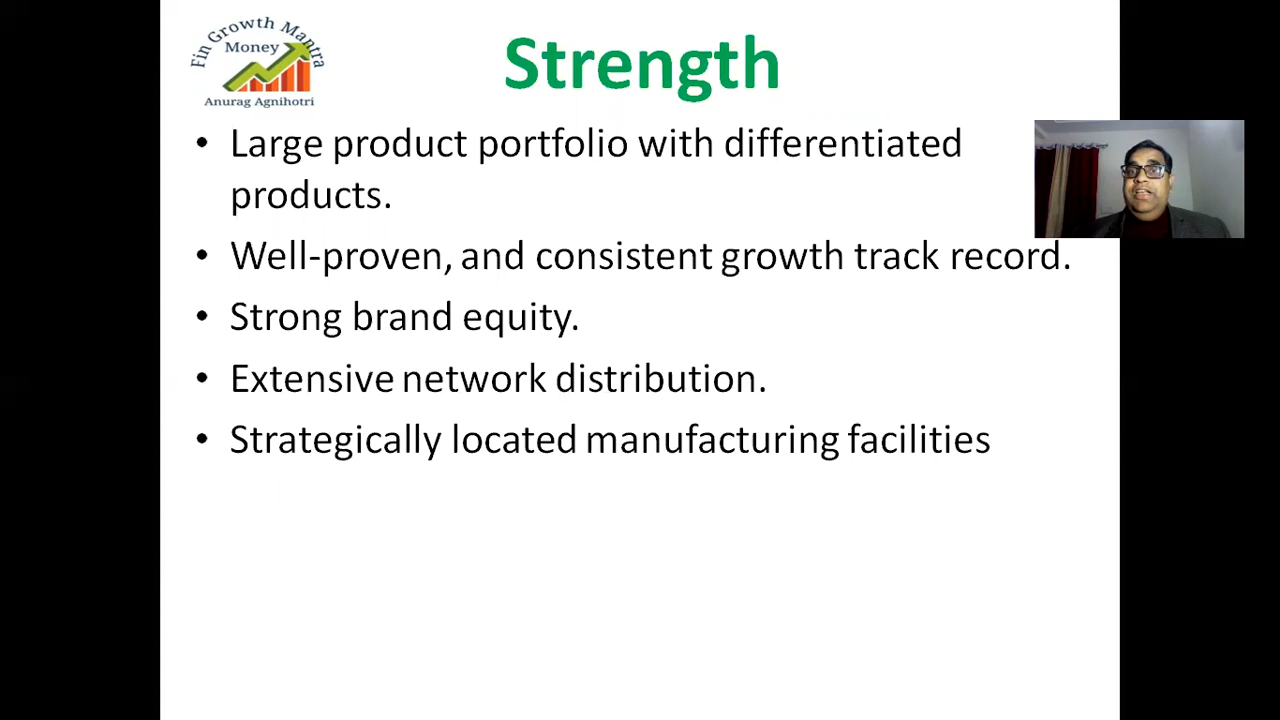 Fin Growth Mantra
Money
Anurag Agnihotri
Strength
• Large product portfolio with differentiated
products.
• Well-proven, and consistent growth track record.
• Strong brand equity.
• Extensive network distribution.
• Strategically located manufacturing facilities